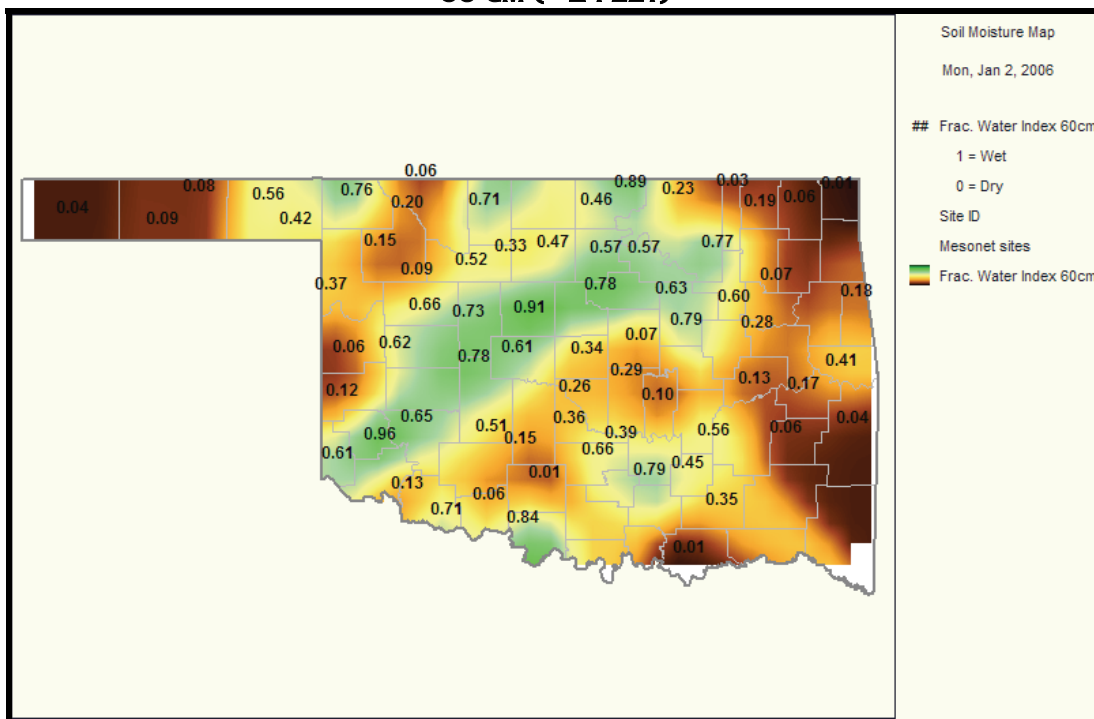 Soil Moisture Map
Mon, Jan 2, 2006
## Frac. Water Index 60cm
1 = Wet
0 = Dry
Site ID
Mesonet sites
Frac. Water Index 60cm
0.06
0.04 0.09 0.08 0.56 0.42 0.76 0.20 0.71 0.46 0.89 0.23 0.03 0.19 0.06 0.01
0.15 0.09 0.52 0.33 0.47 0.57 0.57 0.77
0.37 0.66 0.73 0.91 0.78 0.63 0.60 0.07 0.18
0.06 0.62 0.78 0.61 0.34 0.07 0.79 0.28 0.41
0.12 0.26 0.29 0.10 0.13 0.17
0.65 0.51 0.36 0.56 0.04
0.61 0.96 0.15 0.66 0.39 0.45 0.06
0.13 0.06 0.01 0.79 0.35
0.71 0.84
0.01